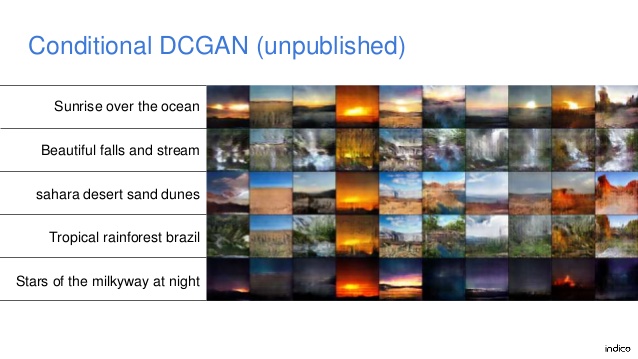 Conditional DCGAN (unpublished)
Sunrise over the ocean
Beautiful falls and stream
sahara desert sand dunes
Tropical rainforest brazil
Stars of the milkyway at night
indico